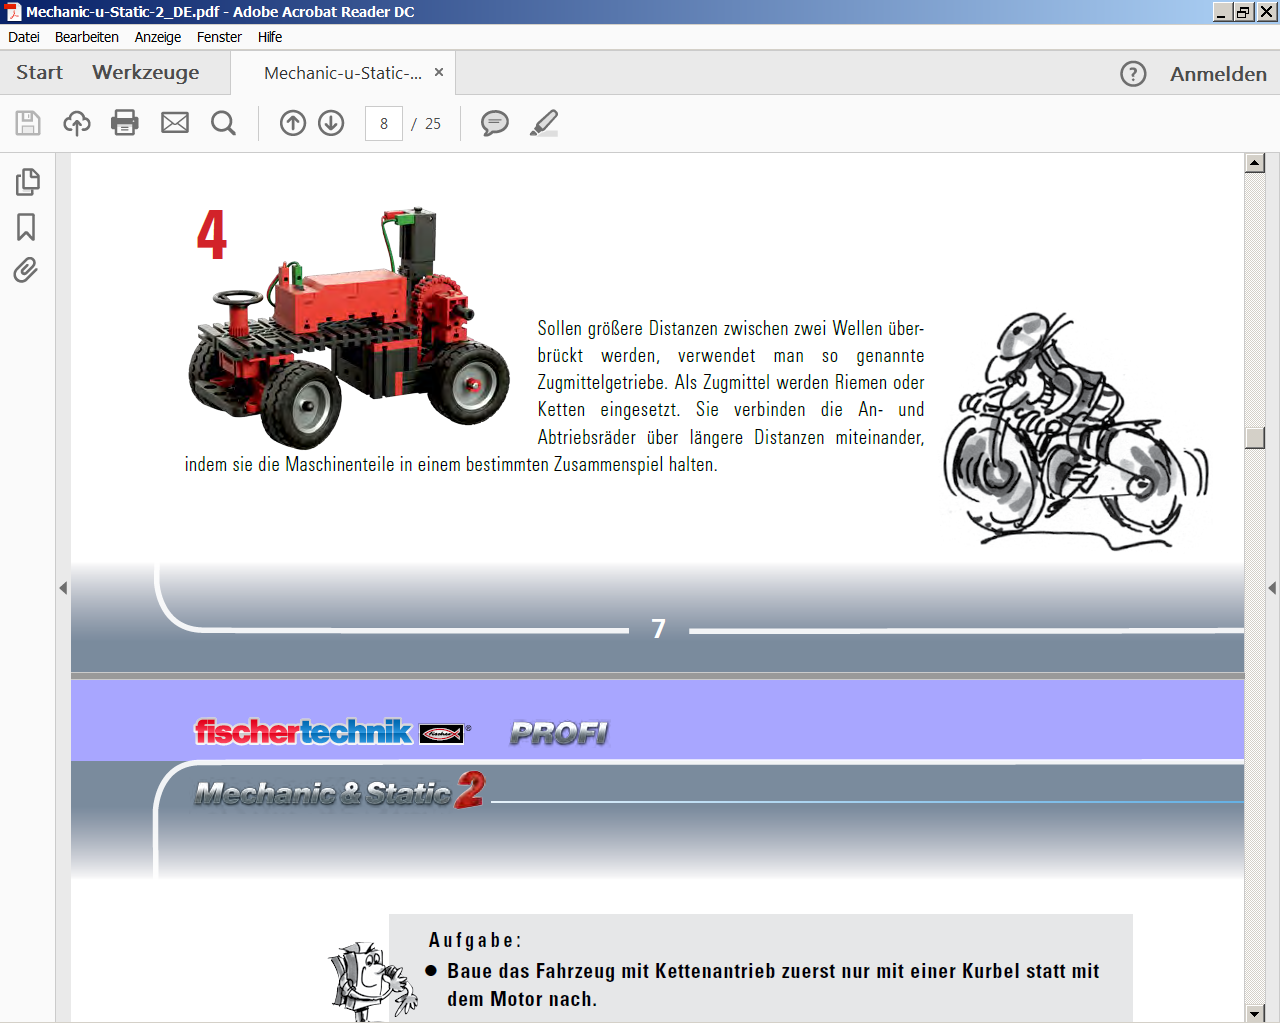 Mechanic-u-Static-2_DE.pdf - Adobe Acrobat Reader DC
Datei Bearbeiten Anzeige Fenster Hilfe
Start Werkzeuge Mechanic-u-Static-... × ? Anmelden
8 / 25
4
Sollen größere Distanzen zwischen zwei Wellen über-
brückt werden, verwendet man so genannte
Zugmittelgetriebe. Als Zugmittel werden Riemen oder
Ketten eingesetzt. Sie verbinden die An- und
Abtriebsräder über längere Distanzen miteinander,
indem sie die Maschinenteile in einem bestimmten Zusammenspiel halten.
7
fischertechnik fischer ® PROFI
Mechanic & Static 2
Aufgabe:
● Baue das Fahrzeug mit Kettenantrieb zuerst nur mit einer Kurbel statt mit
dem Motor nach.